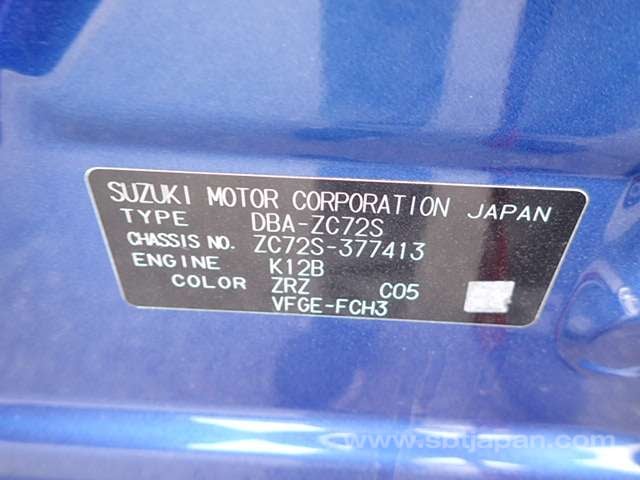 SUZUKI MOTOR CORPORATION JAPAN
TYPE DBA-ZC72S
CHASSIS NO. ZC72S-377413
ENGINE K12B
COLOR ZRZ C05
VFGE-FCH3
www.sbtjapan.com